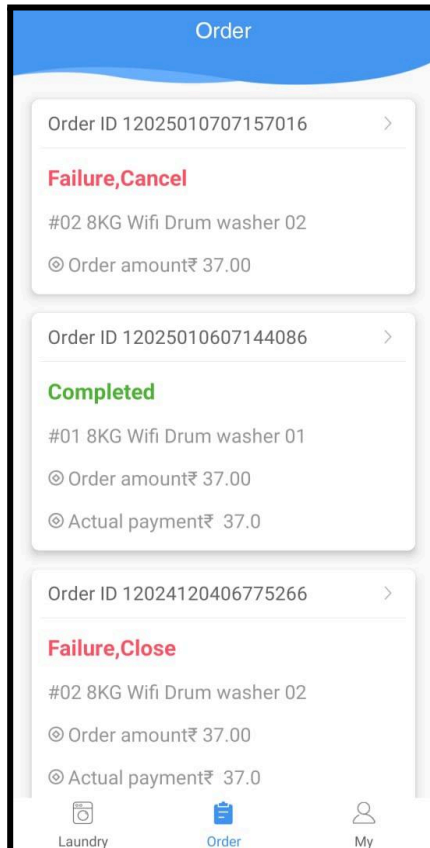 Order
Order ID 12025010707157016
Failure,Cancel
#02 8KG Wifi Drum washer 02
Order amount₹ 37.00
Order ID 12025010607144086
Completed
#01 8KG Wifi Drum washer 01
Order amount₹ 37.00
Actual payment₹ 37.0
Order ID 12024120406775266
Failure,Close
#02 8KG Wifi Drum washer 02
Order amount₹ 37.00
Actual payment₹ 37.0
Laundry Order My